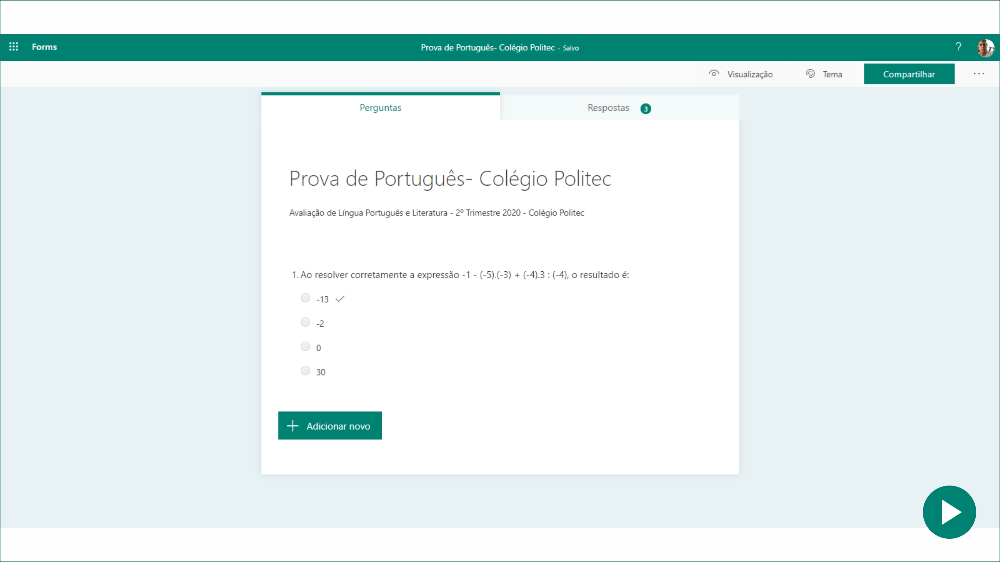 Forms
Prova de Português- Colégio Politec - Salvo
?
Visualização
Tema
Compartilhar
...
Perguntas
Respostas 3
Prova de Português- Colégio Politec
Avaliação de Língua Português e Literatura - 2º Trimestre 2020 - Colégio Politec
1. Ao resolver corretamente a expressão -1 - (-5).(-3) + (-4).3 : (-4), o resultado é:
-13
-2
0
30
Adicionar novo